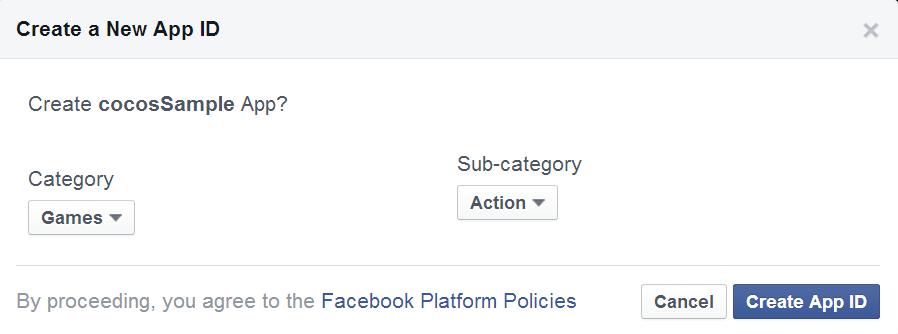 Create a New App ID
Create cocosSample App?
Category
Games
Sub-category
Action
By proceeding, you agree to the Facebook Platform Policies
Cancel
Create App ID